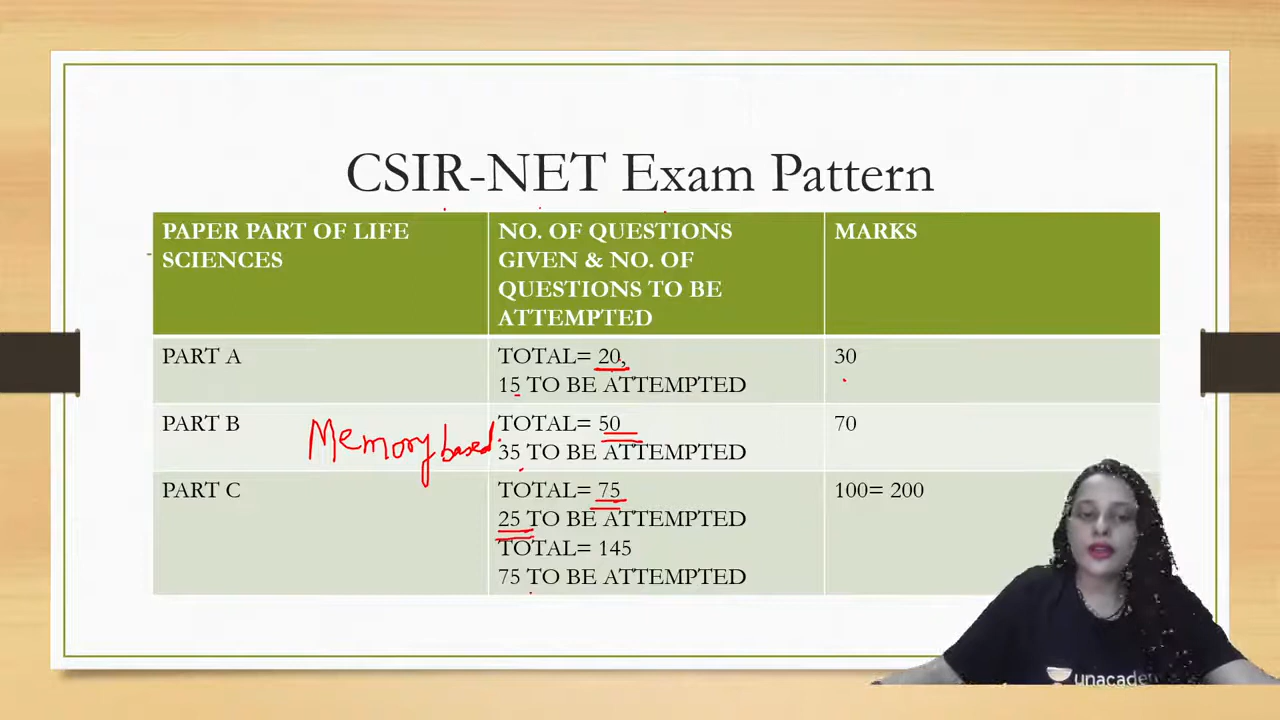 CSIR-NET Exam Pattern
PAPER PART OF LIFE
SCIENCES
NO. OF QUESTIONS
GIVEN & NO. OF
QUESTIONS TO BE
ATTEMPTED
MARKS
PART A
TOTAL= 20,
15 TO BE ATTEMPTED
30
PART B
Memory based
TOTAL= 50
35 TO BE ATTEMPTED
70
PART C
TOTAL= 75
25 TO BE ATTEMPTED
TOTAL= 145
75 TO BE ATTEMPTED
100= 200
unacade